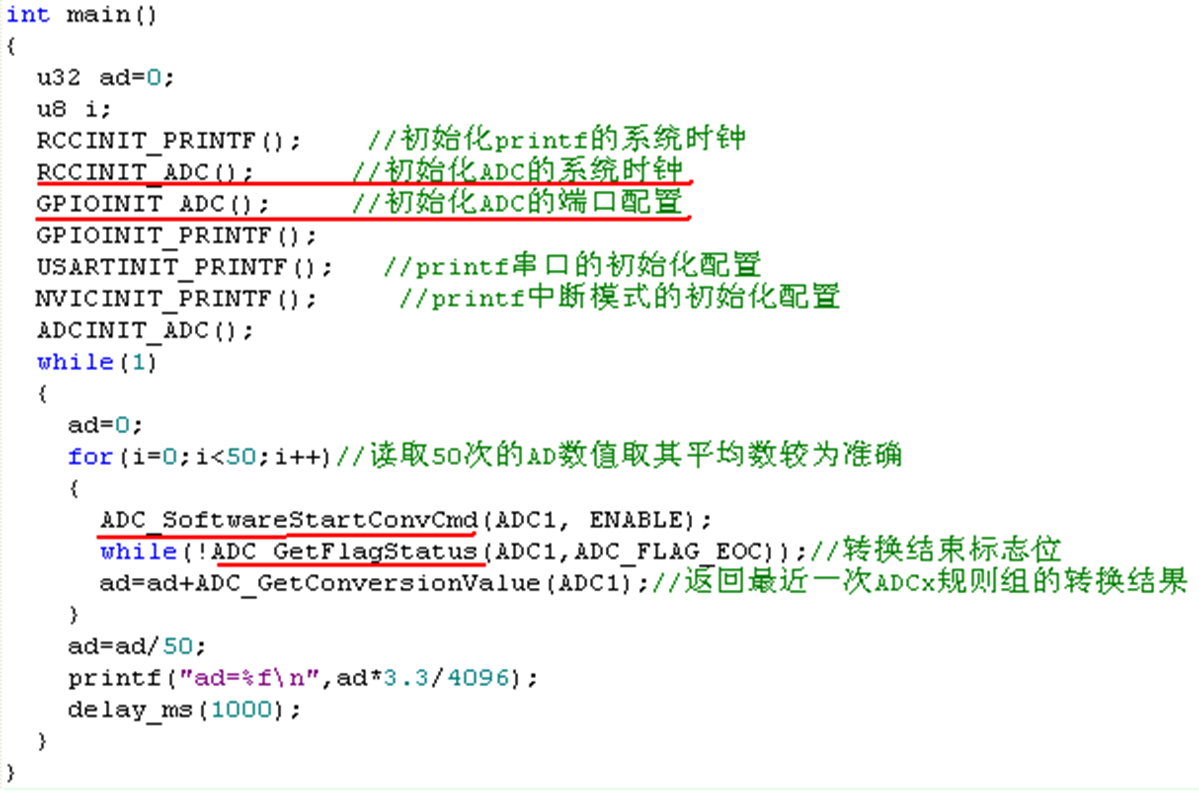 int main()
{
u32 ad=0;
u8 i;
RCCINIT_PRINTF(); //初始化printf的系统时钟
RCCINIT_ADC(); //初始化ADC的系统时钟
GPIOINIT_ADC(); //初始化ADC的端口配置
GPIOINIT_PRINTF();
USARTINIT_PRINTF(); //printf串口的初始化配置
NVICINIT_PRINTF(); //printf中断模式的初始化配置
ADCINIT_ADC();
while(1)
{
ad=0;
for(i=0;i<50;i++)//读取50次的AD数值取其平均数较为准确
{
ADC_SoftwareStartConvCmd(ADC1, ENABLE);
while(!ADC_GetFlagStatus(ADC1,ADC_FLAG_EOC));//转换结束标志位
ad=ad+ADC_GetConversionValue(ADC1);//返回最近一次ADCx规则组的转换结果
}
ad=ad/50;
printf("ad=%f\n",ad*3.3/4096);
delay_ms(1000);
}
}